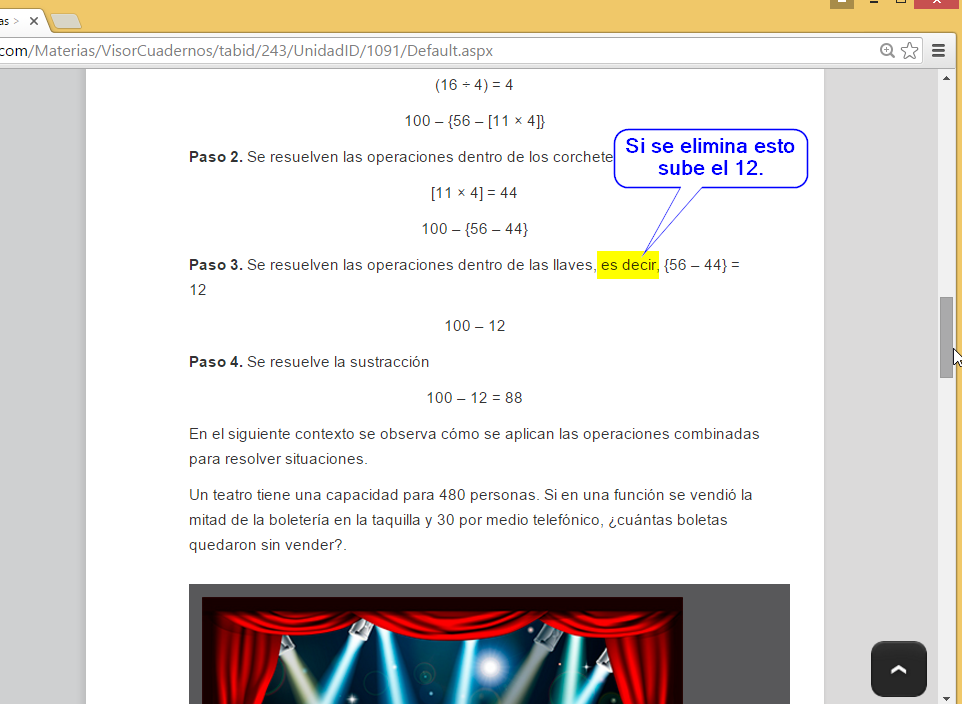 as >
com/Materias/VisorCuadernos/tabid/243/UnidadID/1091/Default.aspx
(16 ÷ 4) = 4
100 – {56 – [11 × 4]}
Si se elimina esto
sube el 12.
Paso 2. Se resuelven las operaciones dentro de los corchete
[11 × 4] = 44
100 – {56 – 44}
Paso 3. Se resuelven las operaciones dentro de las llaves, es decir, {56 – 44} =
12
100 – 12
Paso 4. Se resuelve la sustracción
100 – 12 = 88
En el siguiente contexto se observa cómo se aplican las operaciones combinadas
para resolver situaciones.
Un teatro tiene una capacidad para 480 personas. Si en una función se vendió la
mitad de la boletería en la taquilla y 30 por medio telefónico, ¿cuántas boletas
quedaron sin vender?.